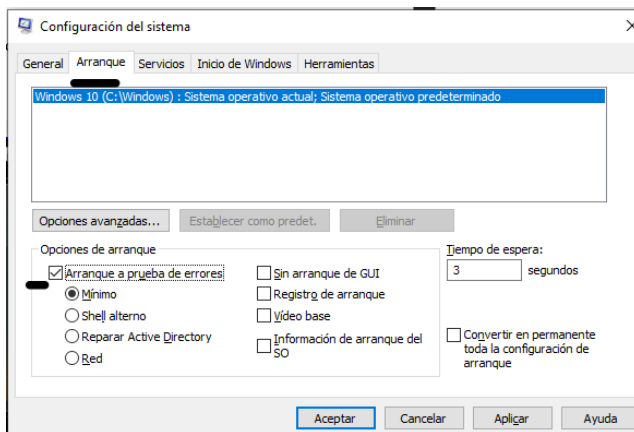 Configuración del sistema
General Arranque Servicios Inicio de Windows Herramientas
Windows 10 (C:\Windows) : Sistema operativo actual; Sistema operativo predeterminado
Opciones avanzadas... Establecer como predet. Eliminar
Opciones de arranque
Arranque a prueba de errores
Mínimo
Shell alterno
Reparar Active Directory
Red
Sin arranque de GUI
Registro de arranque
Vídeo base
Información de arranque del
SO
Tiempo de espera:
3 segundos
Convertir en permanente
toda la configuración de
arranque
Aceptar Cancelar Aplicar Ayuda